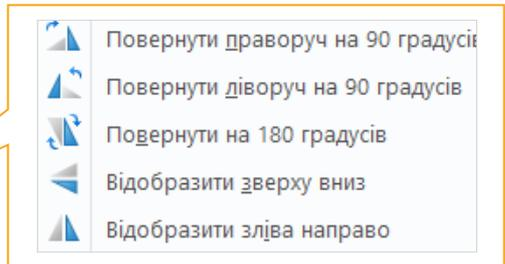 Повернути праворуч на 90 градусів
Повернути ліворуч на 90 градусів
Повернути на 180 градусів
Відобразити зверху вниз
Відобразити зліва направо